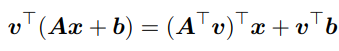 v⊤(Ax + b) = (A⊤v)⊤x + v⊤b